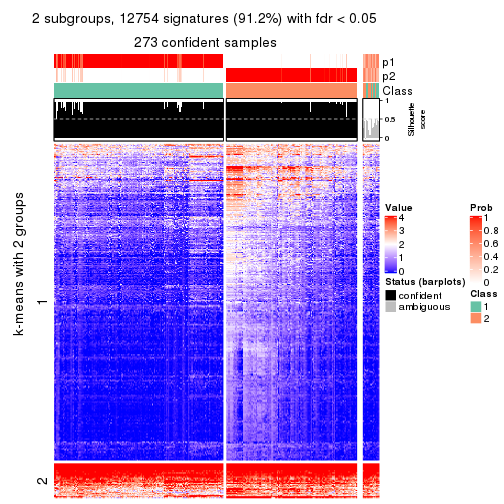 2 subgroups, 12754 signatures (91.2%) with fdr < 0.05
273 confident samples
p1
p2
Class
1
0.5
0
Silhouette
score
k-means with 2 groups
1
2
Value
4
3
2
1
0
Status (barplots)
confident
ambiguous
Prob
1
0.8
0.6
0.4
0.2
0
Class
1
2